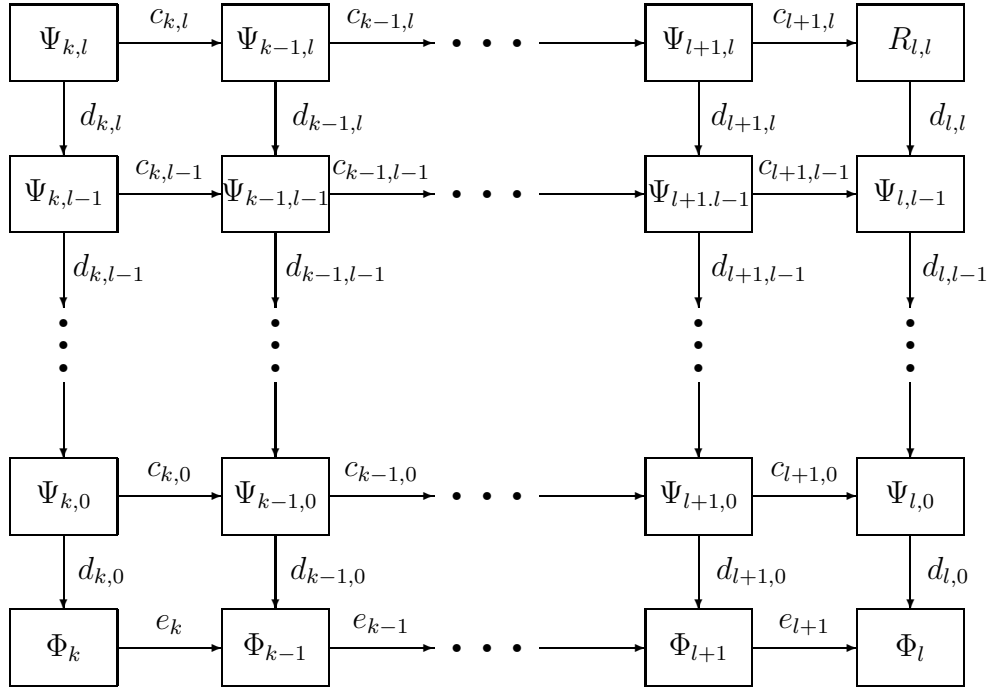 c_{k,l} c_{k−1,l} c_{l+1,l}
Ψ_{k,l} Ψ_{k−1,l} • • • Ψ_{l+1,l} R_{l,l}
d_{k,l} d_{k−1,l} d_{l+1,l} d_{l,l}
c_{k,l−1} c_{k−1,l−1} c_{l+1,l−1}
Ψ_{k,l−1} Ψ_{k−1,l−1} • • • Ψ_{l+1.l−1} Ψ_{l,l−1}
d_{k,l−1} d_{k−1,l−1} d_{l+1,l−1} d_{l,l−1}
c_{k,0} c_{k−1,0} c_{l+1,0}
Ψ_{k,0} Ψ_{k−1,0} • • • Ψ_{l+1,0} Ψ_{l,0}
d_{k,0} d_{k−1,0} d_{l+1,0} d_{l,0}
e_k e_{k−1} e_{l+1}
Φ_k Φ_{k−1} • • • Φ_{l+1} Φ_l